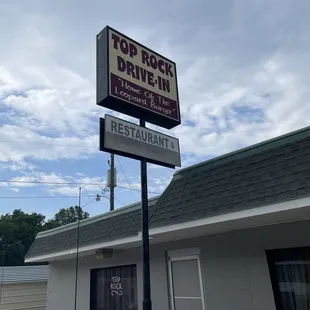 TOP ROCK
DRIVE-IN
"Home Of The
Leopard Burger"
RESTAURANT
TOP
ROCK